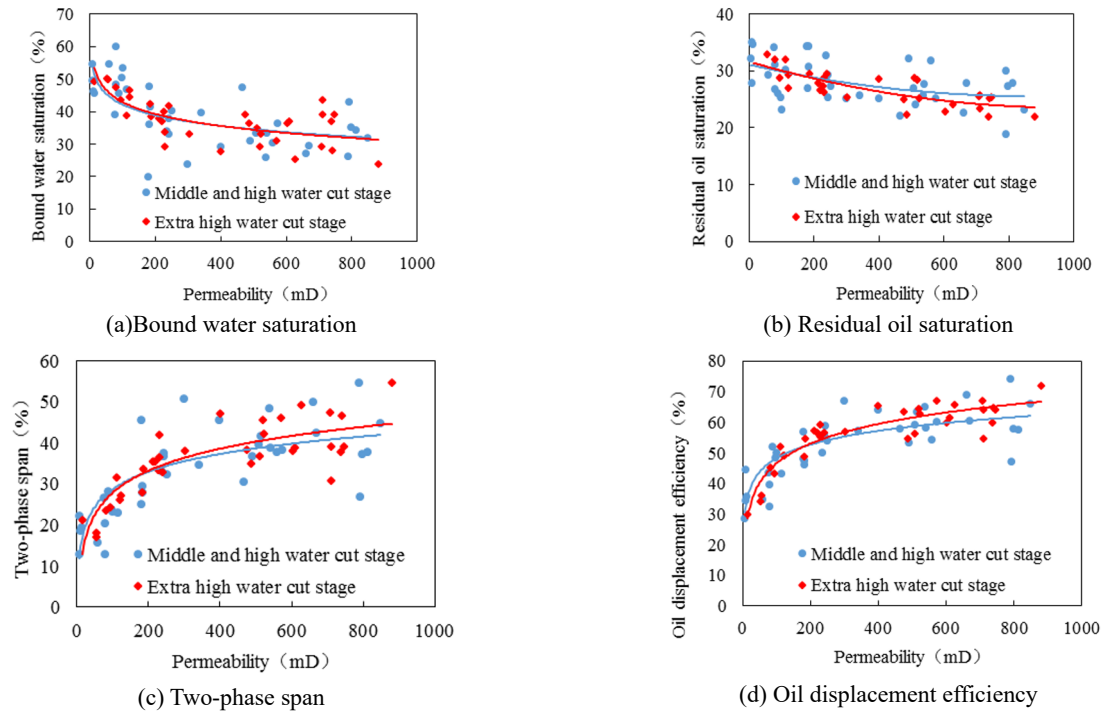 Bound water saturation (%)
70
60
50
40
30
20
10
0
Middle and high water cut stage
Extra high water cut stage
0 200 400 600 800 1000
Permeability（mD）
(a)Bound water saturation
Residual oil saturation（%）
40
30
20
10
0
Middle and high water cut stage
Extra high water cut stage
0 200 400 600 800 1000
Permeability（mD）
(b) Residual oil saturation
Two-phase span（%）
60
50
40
30
20
10
0
Middle and high water cut stage
Extra high water cut stage
0 200 400 600 800 1000
Permeability（mD）
(c) Two-phase span
Oil displacement efficiency（%）
80
70
60
50
40
30
20
10
0
Middle and high water cut stage
Extra high water cut stage
0 200 400 600 800 1000
Permeability（mD）
(d) Oil displacement efficiency